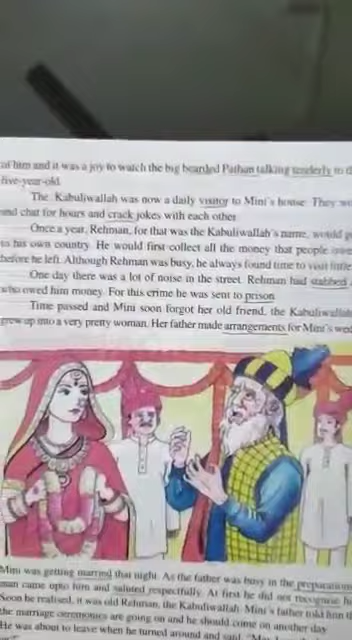 of him and it was a joy to watch the big bearded Pathan talking tenderly to
five-year-old.
The Kabuliwallah was now a daily visitor to Mini's house. They
and chat for hours and crack jokes with each other
Once a year, Rehman, for that was the Kabuliwallah's name, would
to his own country. He would first collect all the money that people
before he left. Although Rehman was busy, he always found time to visit
One day there was a lot of noise in the street. Rehman had stabbed
who owed him money. For this crime he was sent to prison
Time passed and Mini soon forgot her old friend, the Kabuliwallah
grew up into a very pretty woman. Her father made arrangements for Mini's
Mini was getting married that night. As the father was busy in the
man came upto him and saluted respectfully. At first he did not recognise
Soon he realised, it was old Rehman, the Kabuliwallah. Mini's father told him
the marriage ceremonies are going on and he should come on another day
He was about to leave when he turned around and said,